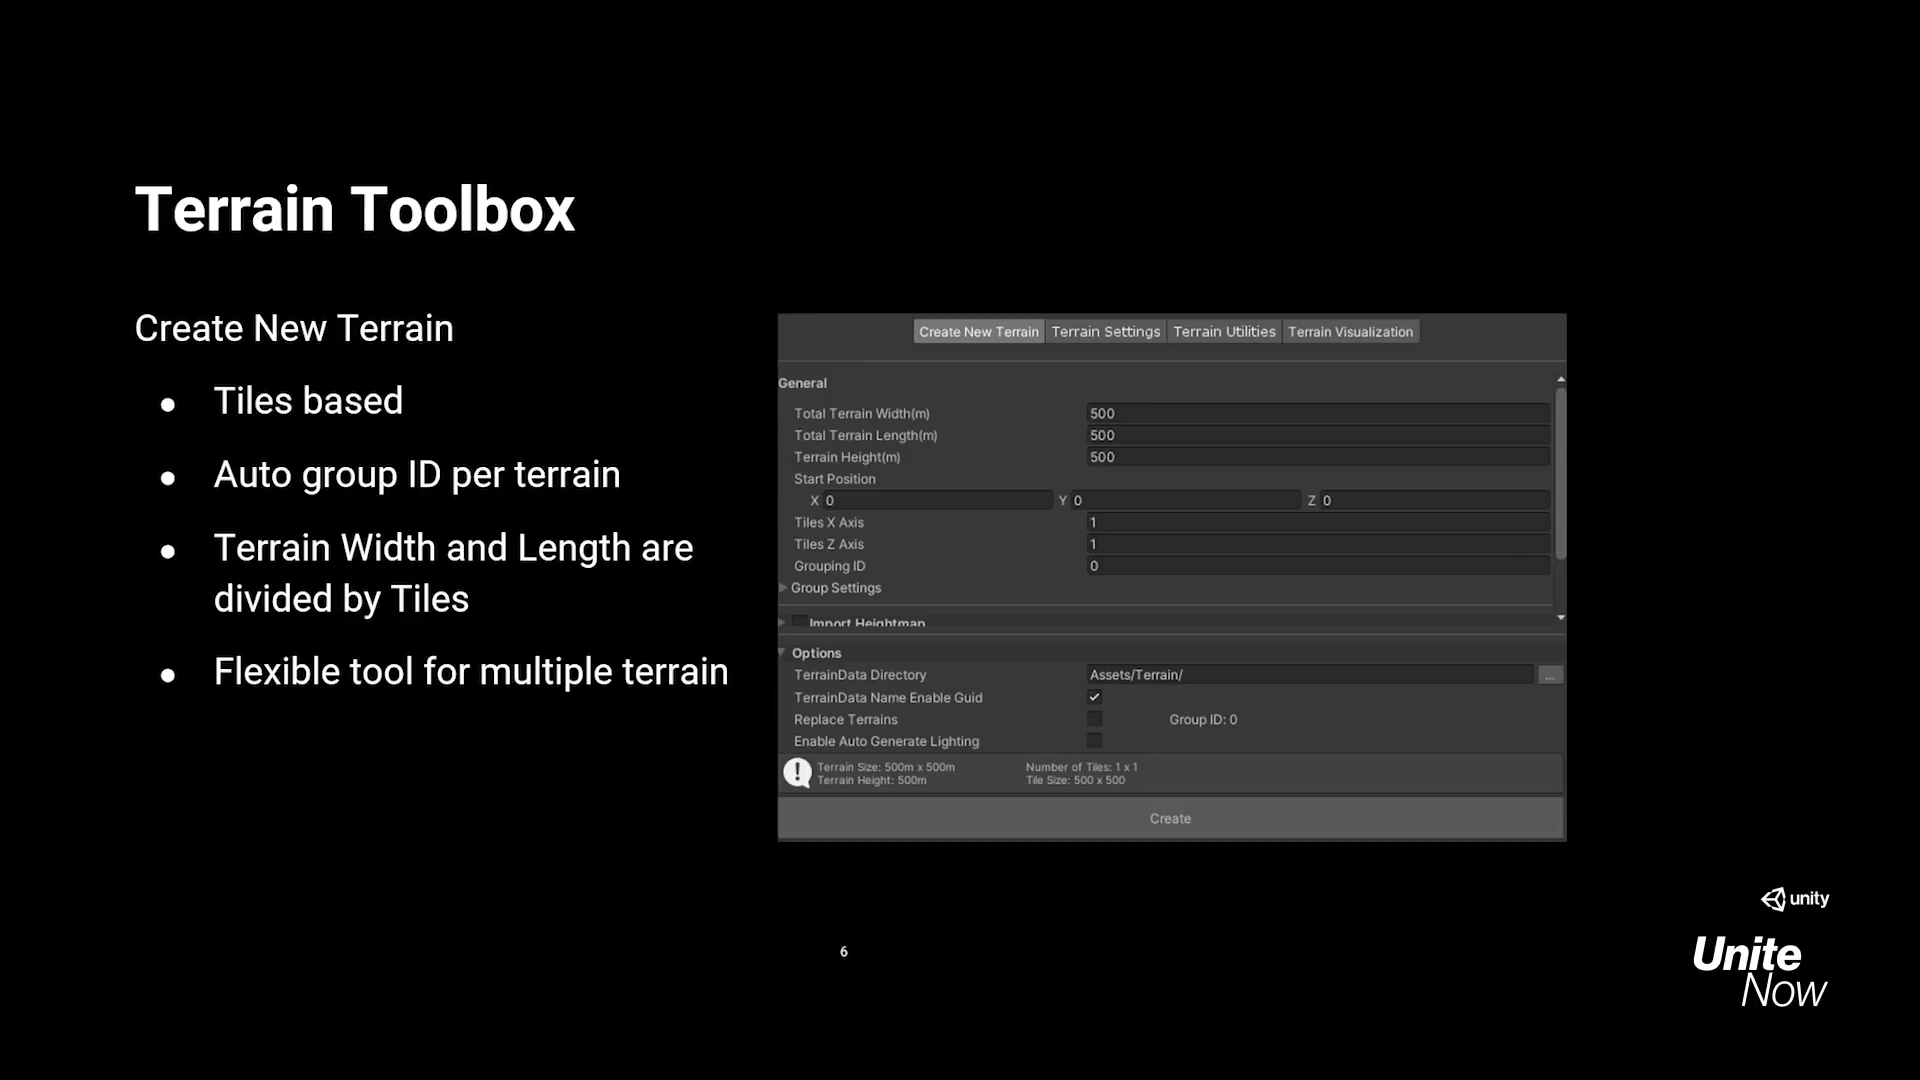 Terrain Toolbox
Create New Terrain
● Tiles based
● Auto group ID per terrain
● Terrain Width and Length are
divided by Tiles
● Flexible tool for multiple terrain
Create New Terrain Terrain Settings Terrain Utilities Terrain Visualization
General
Total Terrain Width(m) 500
Total Terrain Length(m) 500
Terrain Height(m) 500
Start Position
X 0 Y 0 Z 0
Tiles X Axis 1
Tiles Z Axis 1
Grouping ID 0
Group Settings
Import Heightmap
Options
TerrainData Directory Assets/Terrain/ ...
TerrainData Name Enable Guid
Replace Terrains Group ID: 0
Enable Auto Generate Lighting
Terrain Size: 500m x 500m Number of Tiles: 1 x 1
Terrain Height: 500m Tile Size: 500 x 500
Create
unity
6
Unite
Now